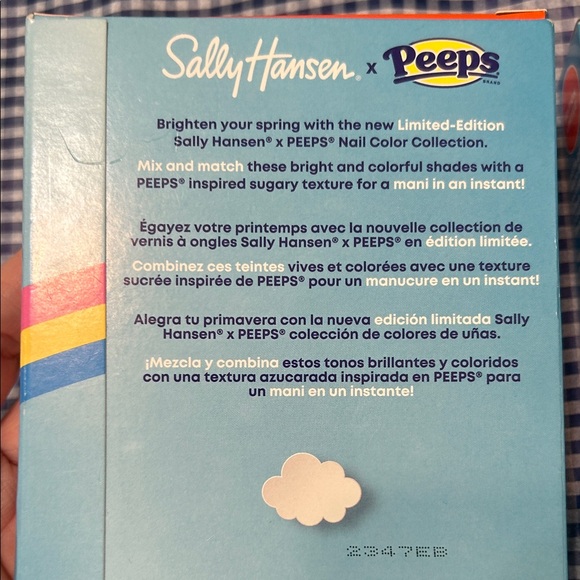 Sally Hansen® x Peeps®
BRAND
Brighten your spring with the new Limited-Edition
Sally Hansen® x PEEPS® Nail Color Collection.
Mix and match these bright and colorful shades with a
PEEPS® inspired sugary texture for a mani in an instant!
Égayez votre printemps avec la nouvelle collection de
vernis à ongles Sally Hansen® x PEEPS® en édition limitée.
Combinez ces teintes vives et colorées avec une texture
sucrée inspirée de PEEPS® pour un manucure en un instant!
Alegra tu primavera con la nueva edición limitada Sally
Hansen® x PEEPS® colección de colores de uñas.
¡Mezcla y combina estos tonos brillantes y coloridos
con una textura azucarada inspirada en PEEPS® para
un mani en un instante!
2347EB